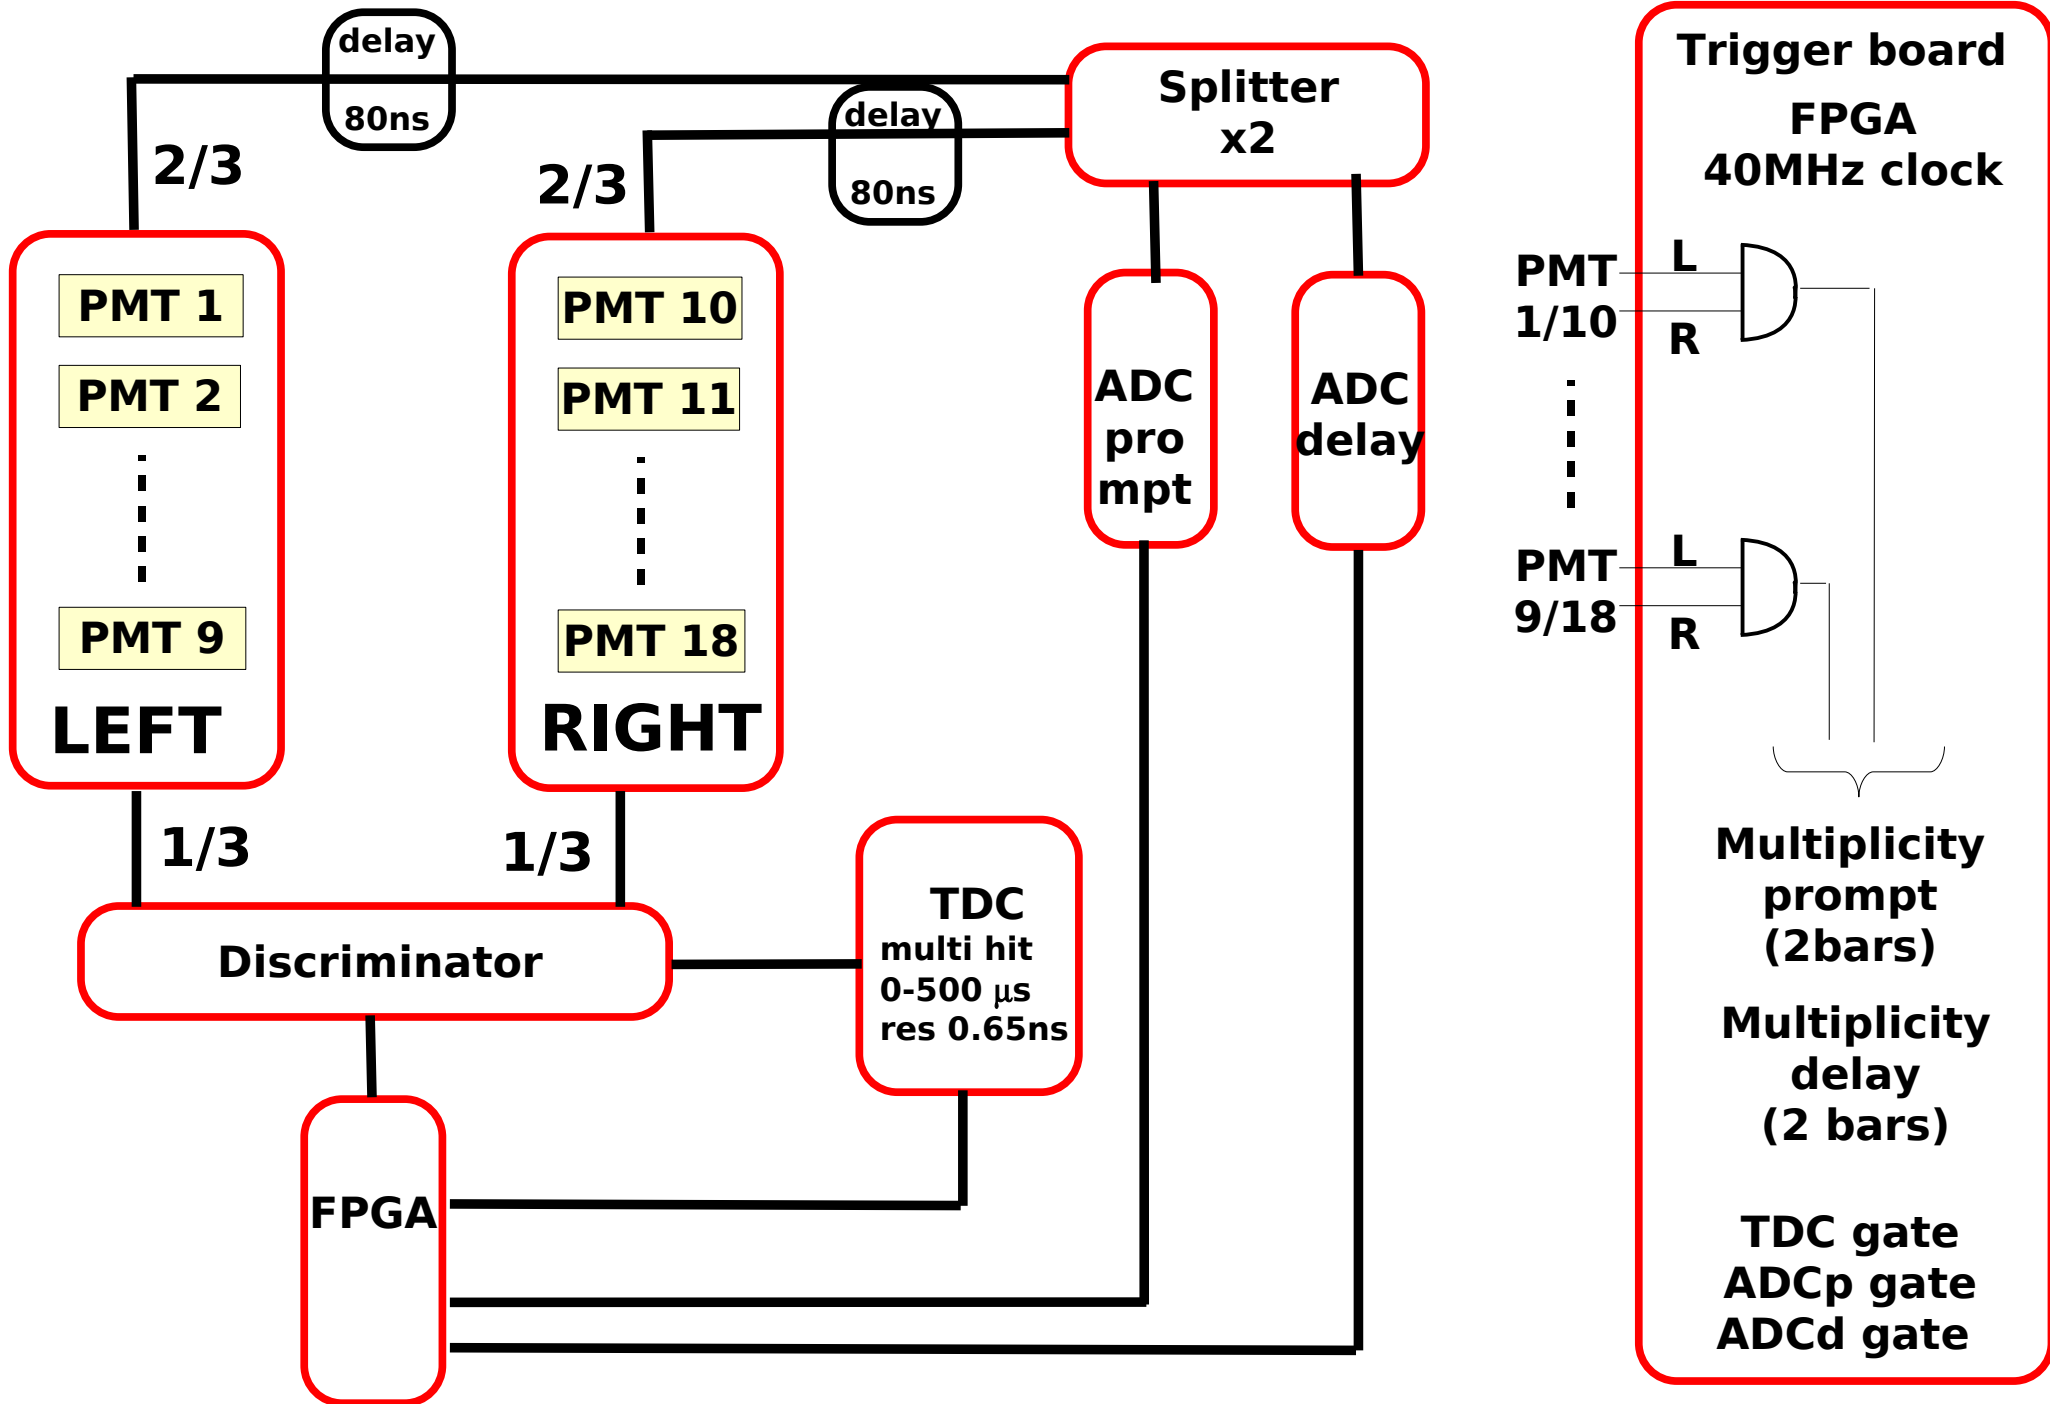 delay
80ns
2/3
delay
80ns
2/3
Splitter
x2
PMT 1
PMT 2
PMT 9
LEFT
PMT 10
PMT 11
PMT 18
RIGHT
ADC
pro
mpt
ADC
delay
1/3
1/3
Discriminator
TDC
multi hit
0-500 μs
res 0.65ns
FPGA
Trigger board
FPGA
40MHz clock
PMT
1/10
L
R
PMT
9/18
L
R
Multiplicity
prompt
(2bars)
Multiplicity
delay
(2 bars)
TDC gate
ADCp gate
ADCd gate